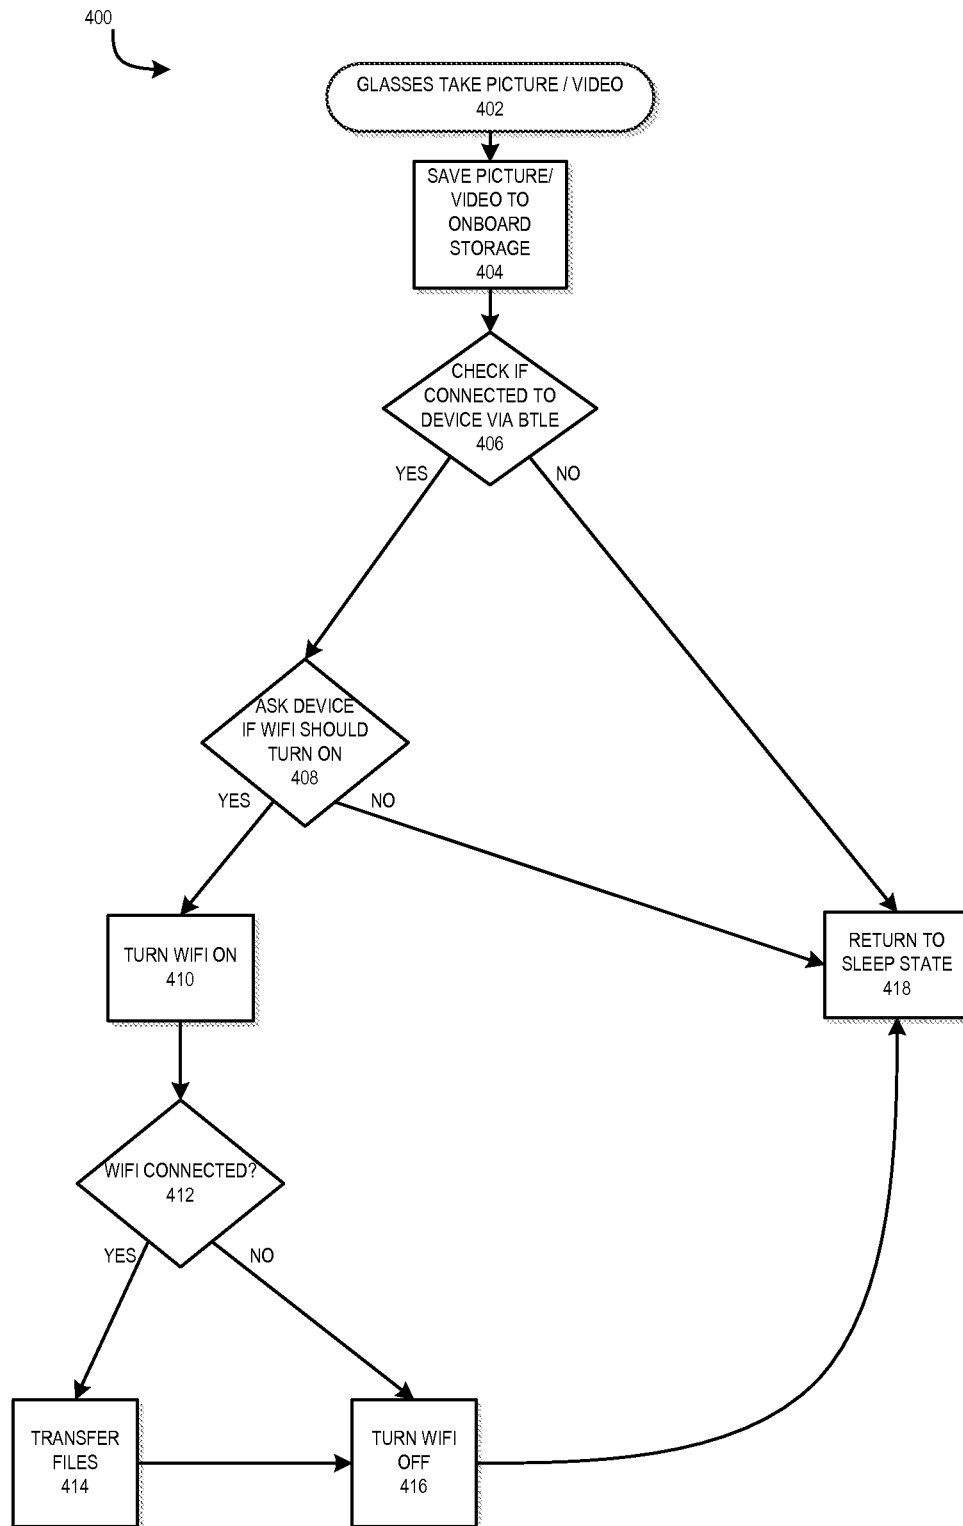 400
GLASSES TAKE PICTURE / VIDEO
402
SAVE PICTURE/
VIDEO TO
ONBOARD
STORAGE
404
CHECK IF
CONNECTED TO
DEVICE VIA BTLE
406
YES
NO
ASK DEVICE
IF WIFI SHOULD
TURN ON
408
YES
NO
TURN WIFI ON
410
RETURN TO
SLEEP STATE
418
WIFI CONNECTED?
412
YES
NO
TRANSFER
FILES
414
TURN WIFI
OFF
416